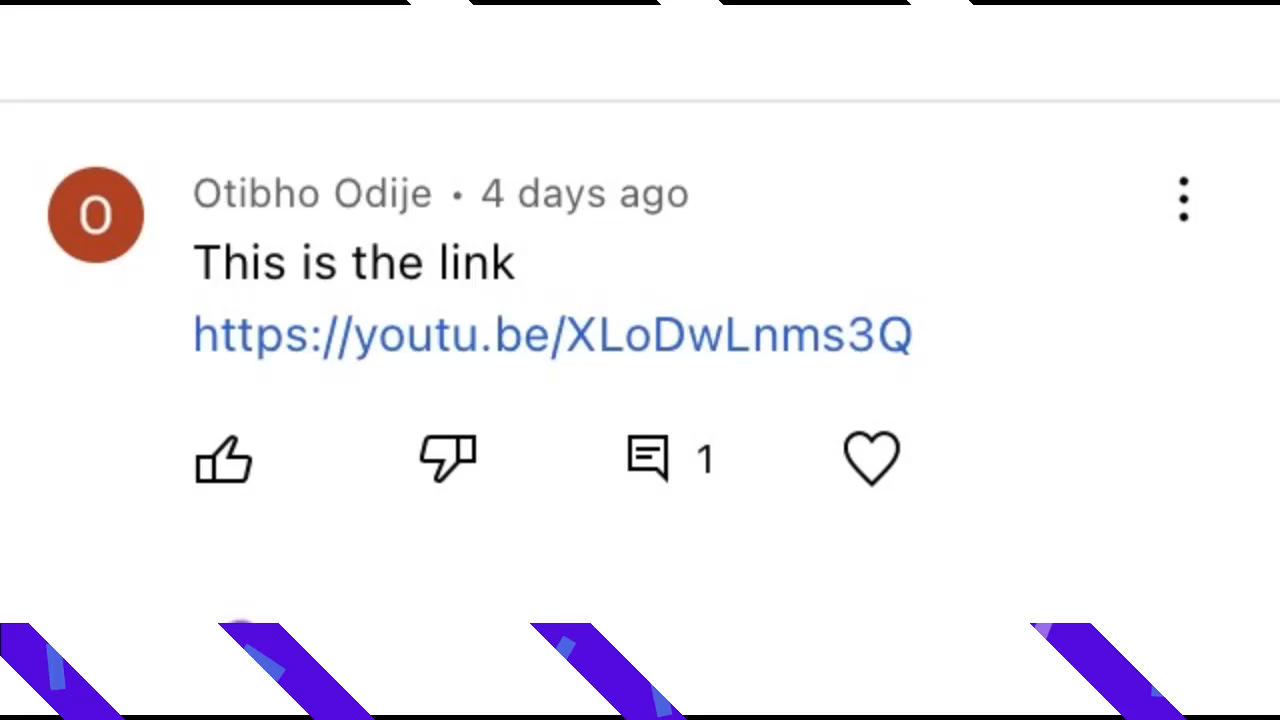 O
Otibho Odije • 4 days ago
This is the link
https://youtu.be/XLoDwLnms3Q
1